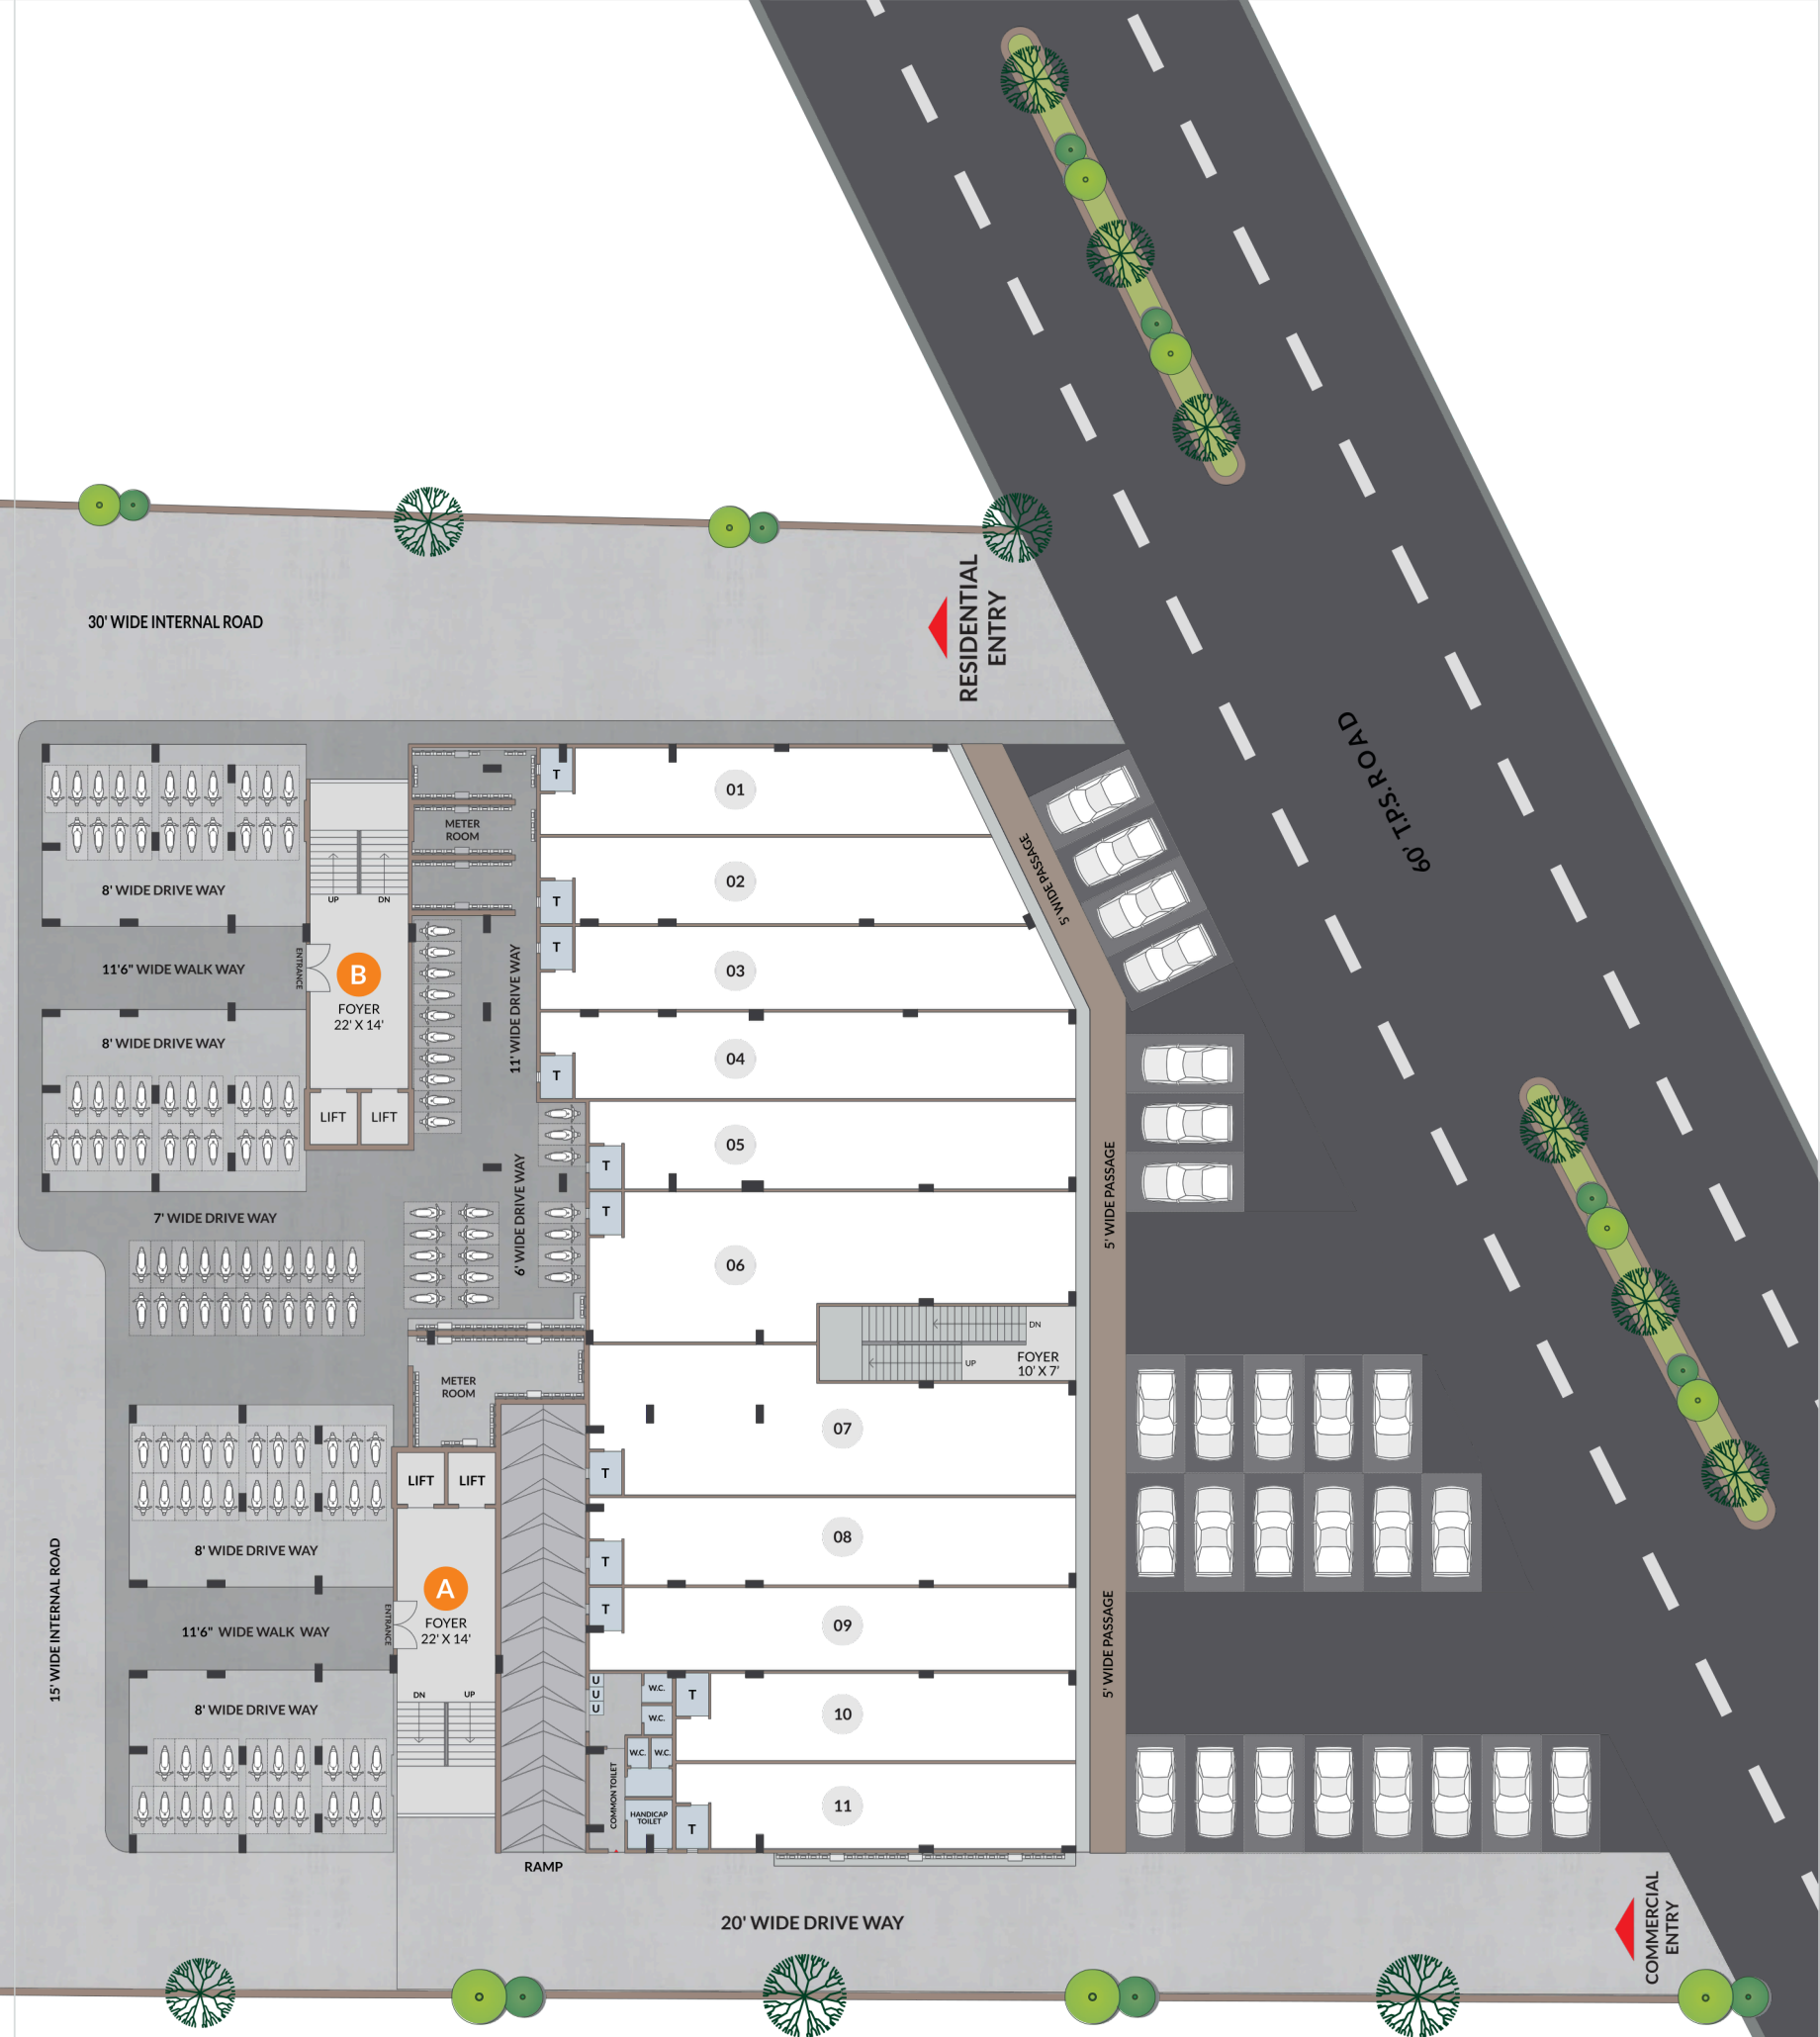 RESIDENTIAL
ENTRY
30' WIDE INTERNAL ROAD
60' T.P.S. ROAD
T
01
METER
ROOM
5' WIDE PASSAGE
02
8' WIDE DRIVE WAY
UP
DN
T
T
11' WIDE DRIVE WAY
ENTRANCE
11'6" WIDE WALK WAY
B
03
FOYER
22' X 14'
8' WIDE DRIVE WAY
04
T
LIFT
LIFT
05
T
5' WIDE PASSAGE
6' WIDE DRIVE WAY
7' WIDE DRIVE WAY
T
06
DN
UP
FOYER
10' X 7'
METER
ROOM
07
LIFT
LIFT
T
08
T
8' WIDE DRIVE WAY
15' WIDE INTERNAL ROAD
A
T
09
5' WIDE PASSAGE
ENTRANCE
11'6" WIDE WALK WAY
FOYER
22' X 14'
U
U
U
W.C.
W.C.
T
DN
UP
8' WIDE DRIVE WAY
10
W.C.
W.C.
COMMON TOILET
HANDICAP
TOILET
T
11
RAMP
20' WIDE DRIVE WAY
COMMERCIAL
ENTRY